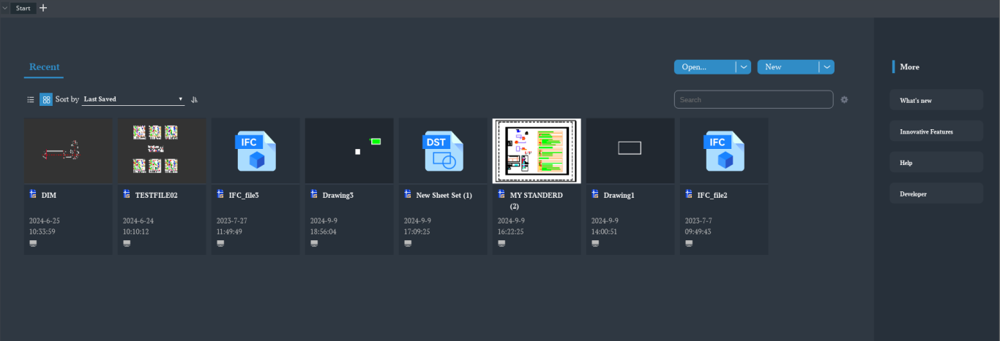 Start
Recent
Open...
New
Sort by Last Saved
Search
IFC
DST
IFC
DIM
TESTFILE02
IFC_file3
Drawing3
New Sheet Set (1)
MY STANDERD
(2)
Drawing1
IFC_file2
2024-6-25
10:33:59
2024-6-24
10:10:12
2023-7-27
11:49:49
2024-9-9
18:56:04
2024-9-9
17:09:25
2024-9-9
16:22:25
2024-9-9
14:00:51
2023-7-7
09:49:43
More
What's new
Innovative Features
Help
Developer